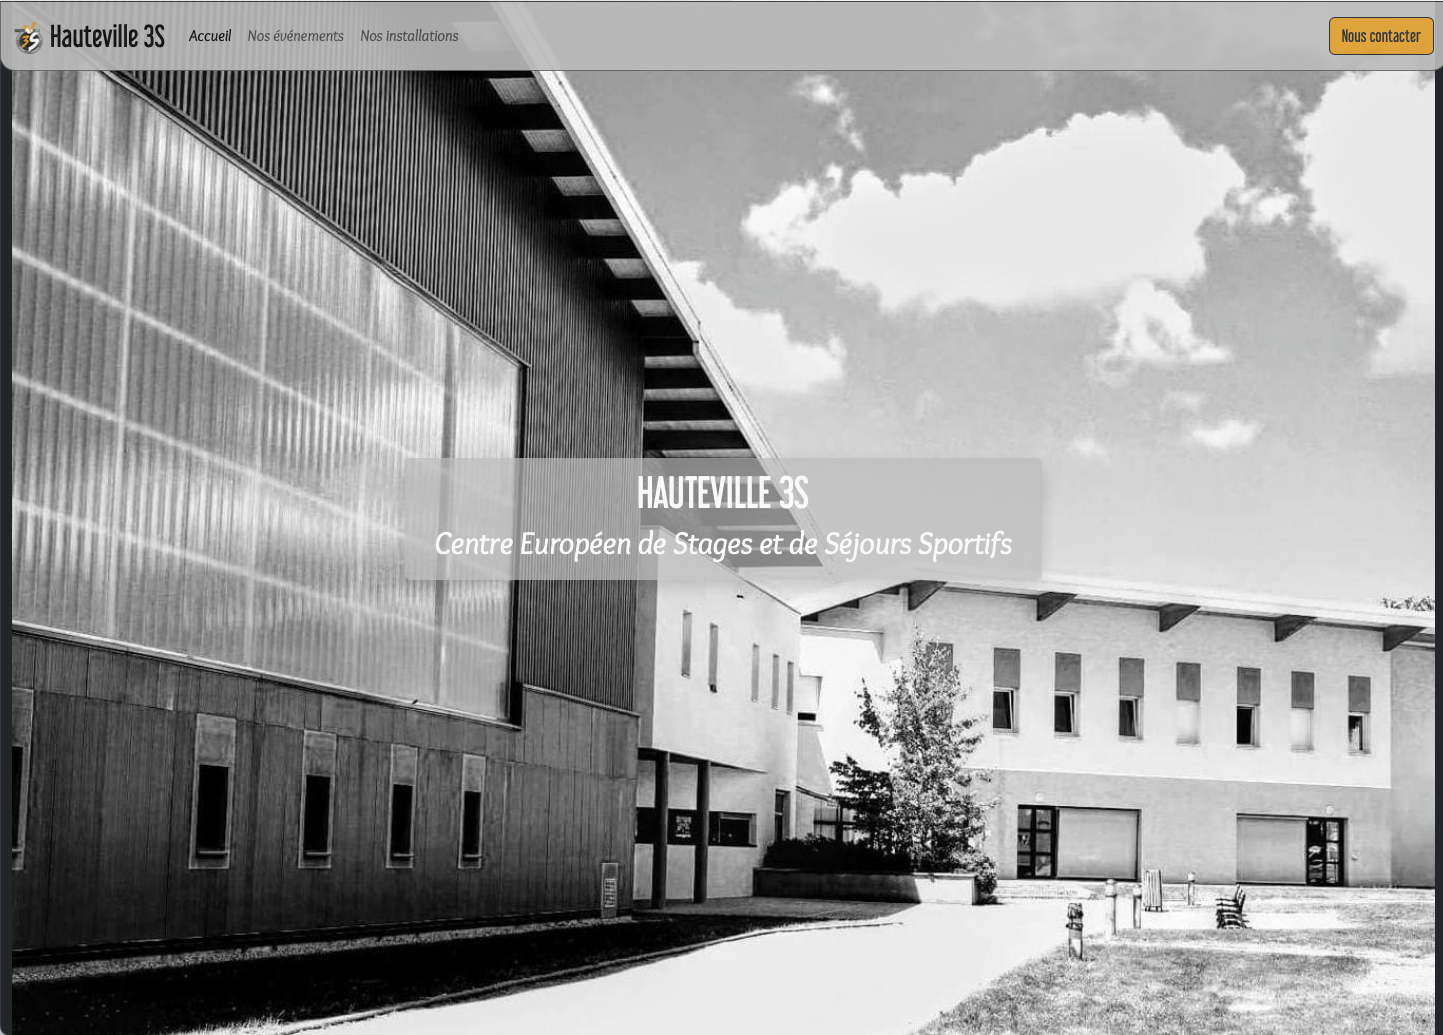 3S Hauteville 3S Accueil Nos événements Nos installations Nous contacter
HAUTEVILLE 3S
Centre Européen de Stages et de Séjours Sportifs